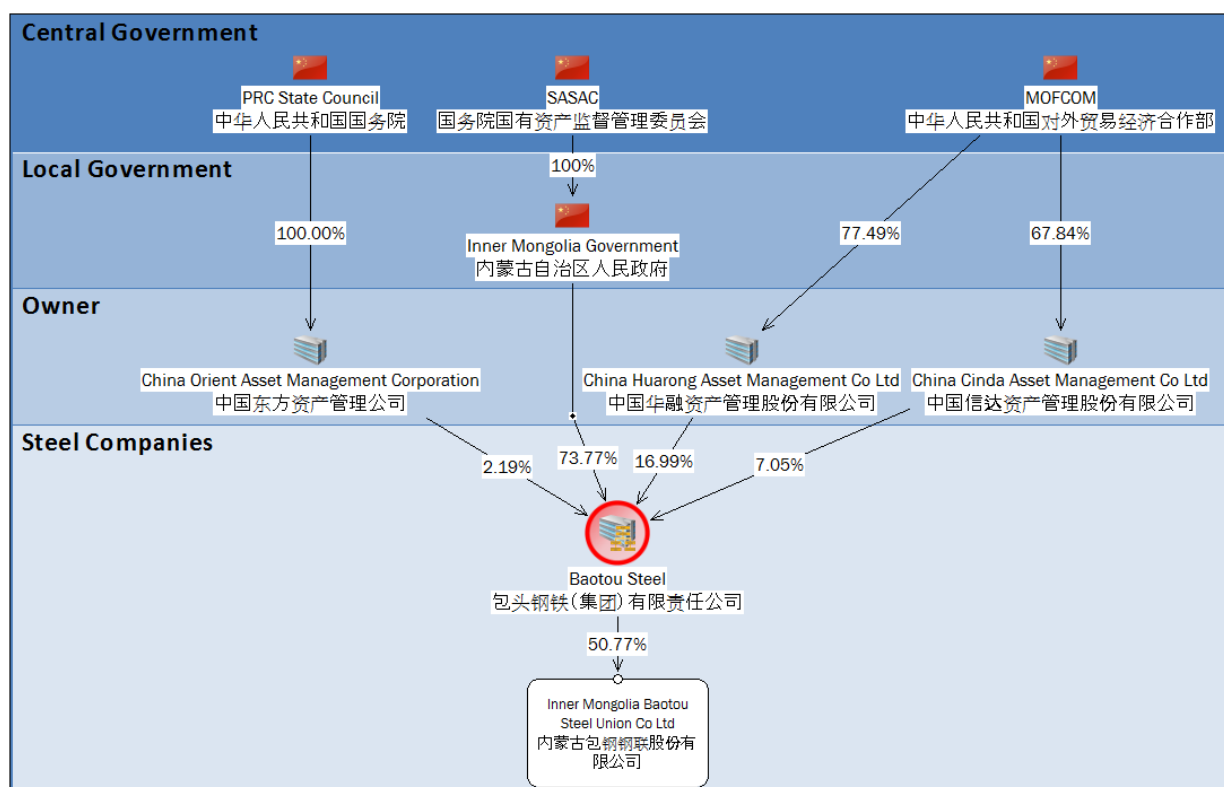 Central Government
PRC State Council
中华人民共和国国务院
SASAC
国务院国有资产监督管理委员会
MOFCOM
中华人民共和国对外贸易经济合作部
Local Government
100%
100.00%
Inner Mongolia Government
内蒙古自治区人民政府
77.49%
67.84%
Owner
China Orient Asset Management Corporation
中国东方资产管理公司
China Huarong Asset Management Co Ltd
中国华融资产管理股份有限公司
China Cinda Asset Management Co Ltd
中国信达资产管理股份有限公司
Steel Companies
2.19%
73.77%
16.99%
7.05%
Baotou Steel
包头钢铁(集团)有限责任公司
50.77%
Inner Mongolia Baotou
Steel Union Co Ltd
内蒙古包钢钢联股份有
限公司